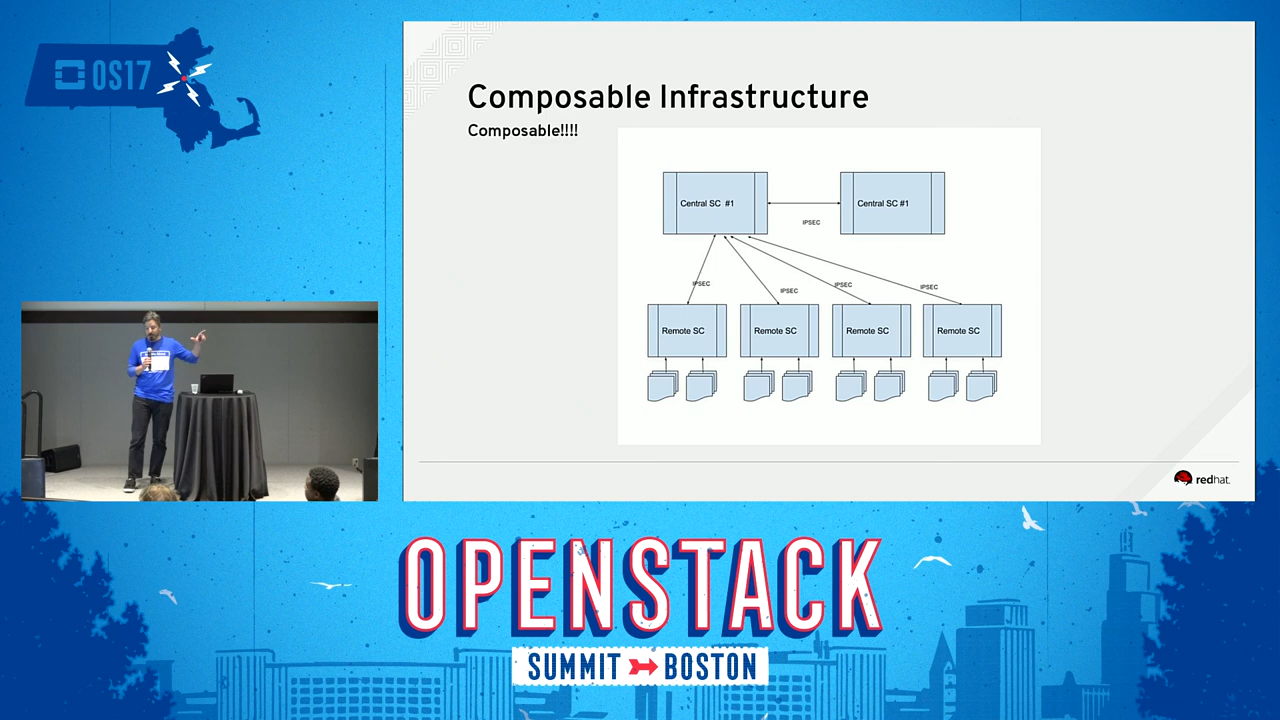 OS17
Composable Infrastructure
Composable!!!!
Central SC #1
Central SC #1
IPSEC
IPSEC
IPSEC
IPSEC
IPSEC
Remote SC
Remote SC
Remote SC
Remote SC
redhat.
OPENSTACK
SUMMIT BOSTON